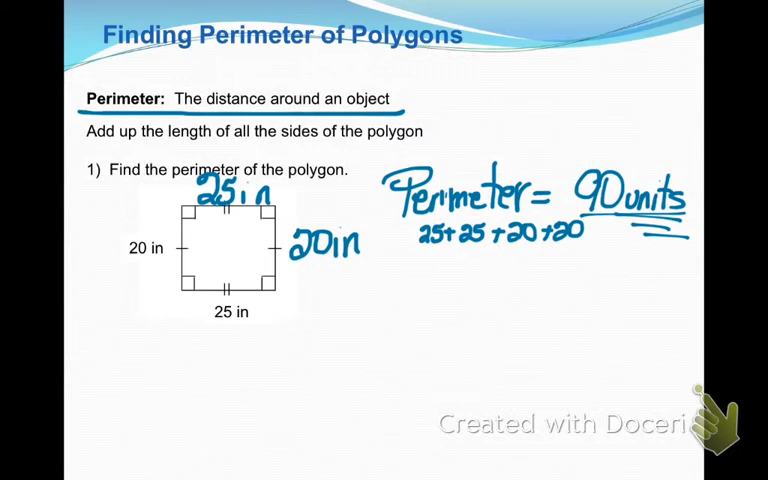 Finding Perimeter of Polygons
Perimeter: The distance around an object
Add up the length of all the sides of the polygon
1) Find the perimeter of the polygon.
25in
Perimeter = 90 units
25+25+20+20
20 in
20in
25 in
Created with Doceri